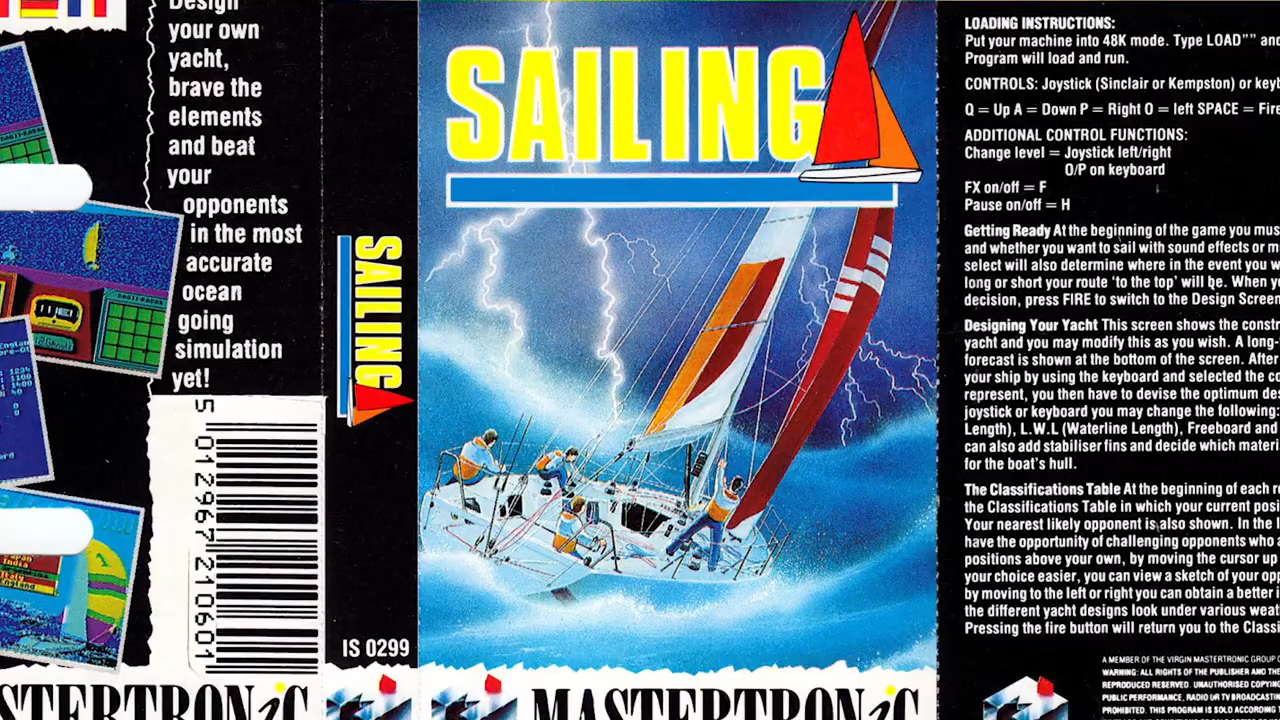 Design
your own
yacht,
brave the
elements
and beat
your
opponents
in the most
accurate
ocean
going
simulation
yet!
5 012967 210601
STERTRONiC
SAILING
IS 0299
SAILING
MASTERTRONiC
LOADING INSTRUCTIONS:
Put your machine into 48K mode. Type LOAD"" and
Program will load and run.
CONTROLS: Joystick (Sinclair or Kempston) or keyb
Q = Up A = Down P = Right O = left SPACE = Fire
ADDITIONAL CONTROL FUNCTIONS:
Change level = Joystick left/right
O/P on keyboard
FX on/off = F
Pause on/off = H
Getting Ready At the beginning of the game you mus
and whether you want to sail with sound effects or m
select will also determine where in the event you w
long or short your route 'to the top' will be. When yo
decision, press FIRE to switch to the Design Screen
Designing Your Yacht This screen shows the constr
yacht and you may modify this as you wish. A long-
forecast is shown at the bottom of the screen. After
your ship by using the keyboard and selected the co
represent, you then have to devise the optimum des
joystick or keyboard you may change the following:
Length), L.W.L (Waterline Length), Freeboard and
can also add stabiliser fins and decide which materi
for the boat's hull.
The Classifications Table At the beginning of each r
the Classifications Table in which your current posi
Your nearest likely opponent is also shown. In the
have the opportunity of challenging opponents who a
positions above your own, by moving the cursor up
your choice easier, you can view a sketch of your opp
by moving to the left or right you can obtain a better i
the different yacht designs look under various weat
Pressing the fire button will return you to the Classi
A MEMBER OF THE VIRGIN MASTERTRONIC GROUP O
WARNING: ALL RIGHTS OF THE PUBLISHER AND THE
REPRODUCED RESERVED. UNAUTHORISED COPYING
PUBLIC PERFORMANCE, RADIO OR TV BROADCASTING
PROHIBITED. THIS PROGRAM IS SOLD ACCORDING